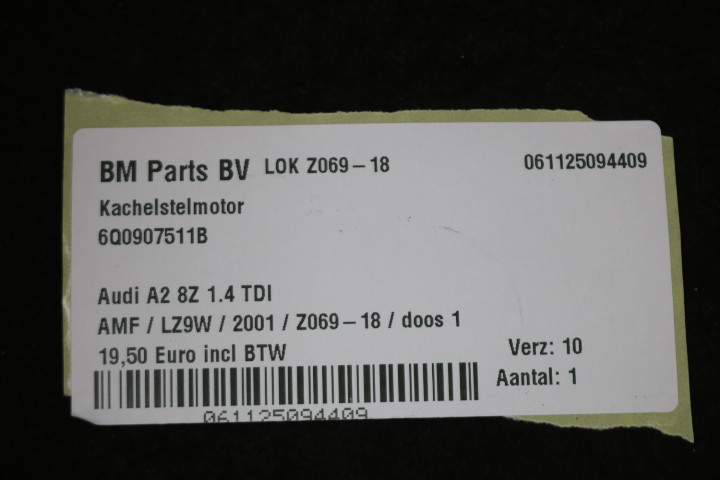 BM Parts BV LOK Z069-18 061125094409
Kachelstelmotor
6Q0907511B
Audi A2 8Z 1.4 TDI
AMF / LZ9W / 2001 / Z069-18 / doos 1
19,50 Euro incl BTW Verz: 10
Aantal: 1
061125094409